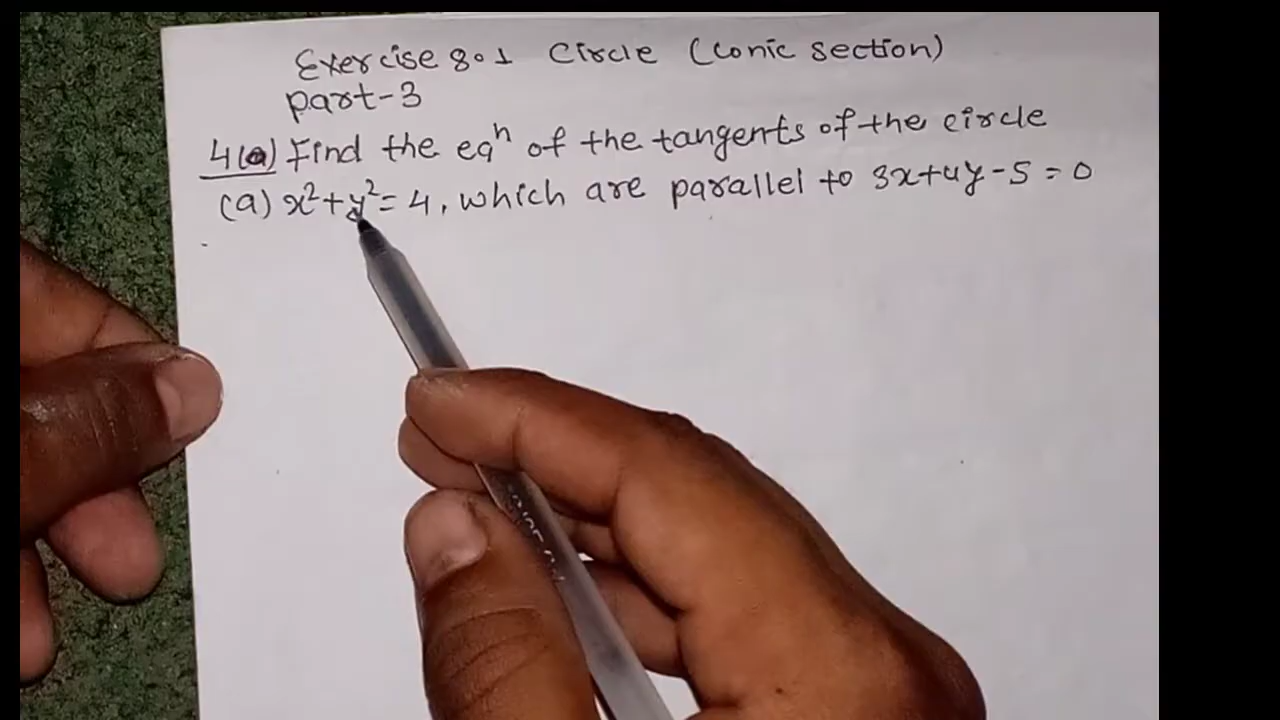 Exercise 8.1 Circle (Conic section)
part-3
4(a) Find the eqⁿ of the tangents of the circle
(a) x²+y²=4, which are parallel to 3x+4y-5=0